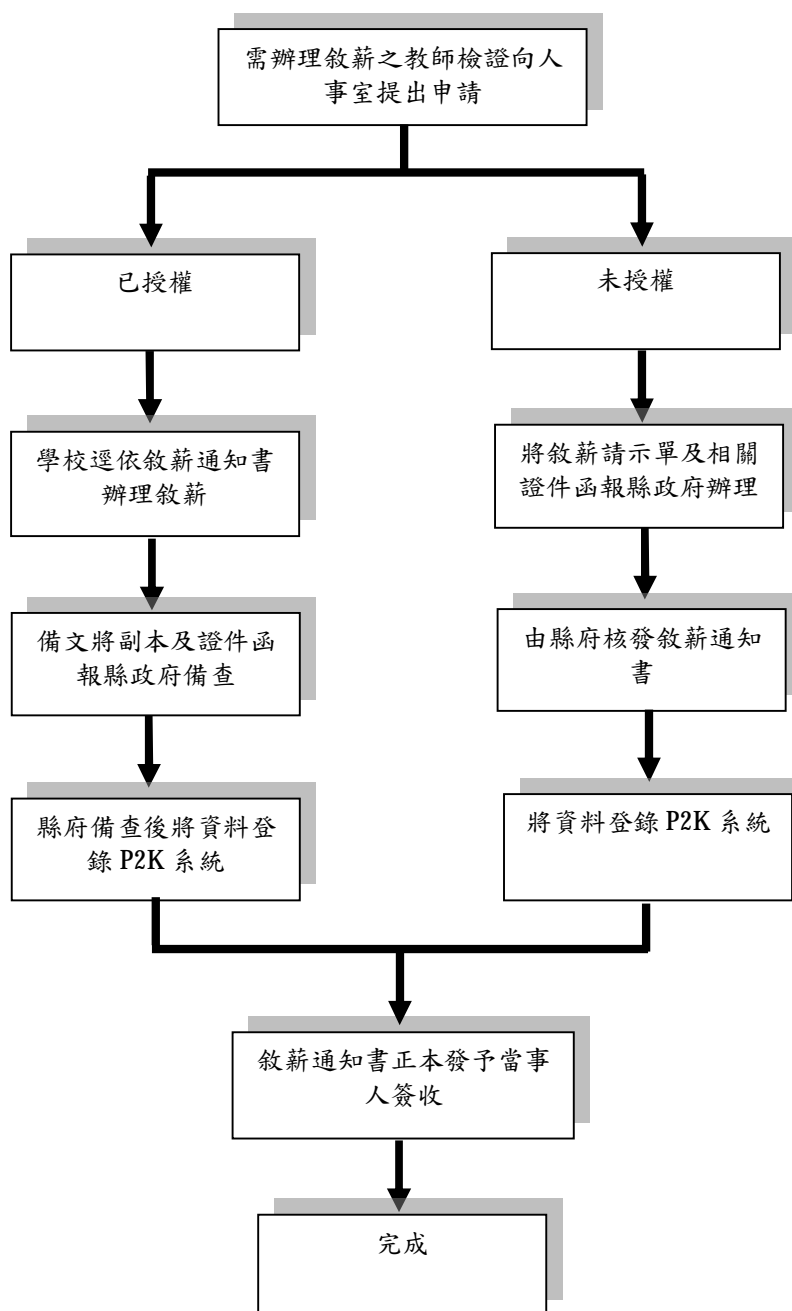 需辦理敘薪之教師檢證向人
事室提出申請
已授權
未授權
學校逕依敘薪通知書
辦理敘薪
將敘薪請示單及相關
證件函報縣政府辦理
備文將副本及證件函
報縣政府備查
由縣府核發敘薪通知
書
縣府備查後將資料登
錄 P2K 系統
將資料登錄 P2K 系統
敘薪通知書正本發予當事
人簽收
完成